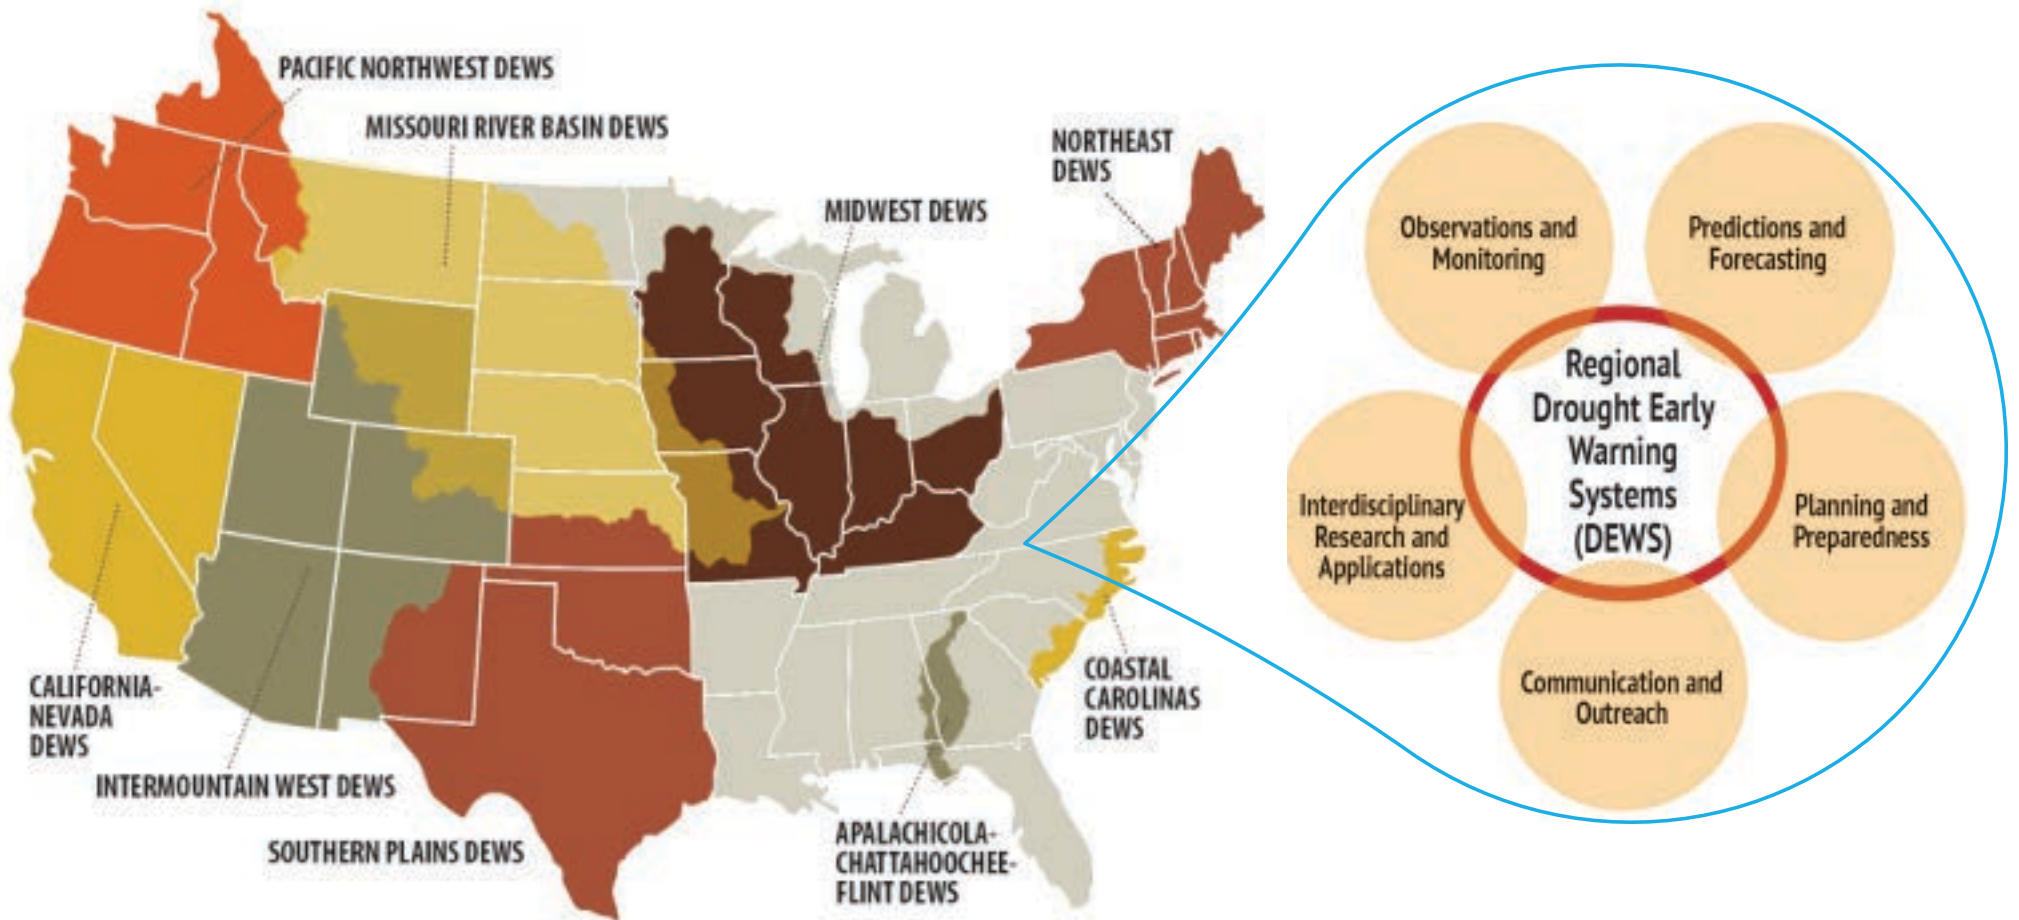 PACIFIC NORTHWEST DEWS
MISSOURI RIVER BASIN DEWS
MIDWEST DEWS
NORTHEAST
DEWS
CALIFORNIA-
NEVADA
DEWS
INTERMOUNTAIN WEST DEWS
SOUTHERN PLAINS DEWS
APALACHICOLA-
CHATTAHOOCHEE-
FLINT DEWS
COASTAL
CAROLINAS
DEWS
Observations and
Monitoring
Predictions and
Forecasting
Regional
Drought Early
Warning
Systems
(DEWS)
Interdisciplinary
Research and
Applications
Planning and
Preparedness
Communication and
Outreach